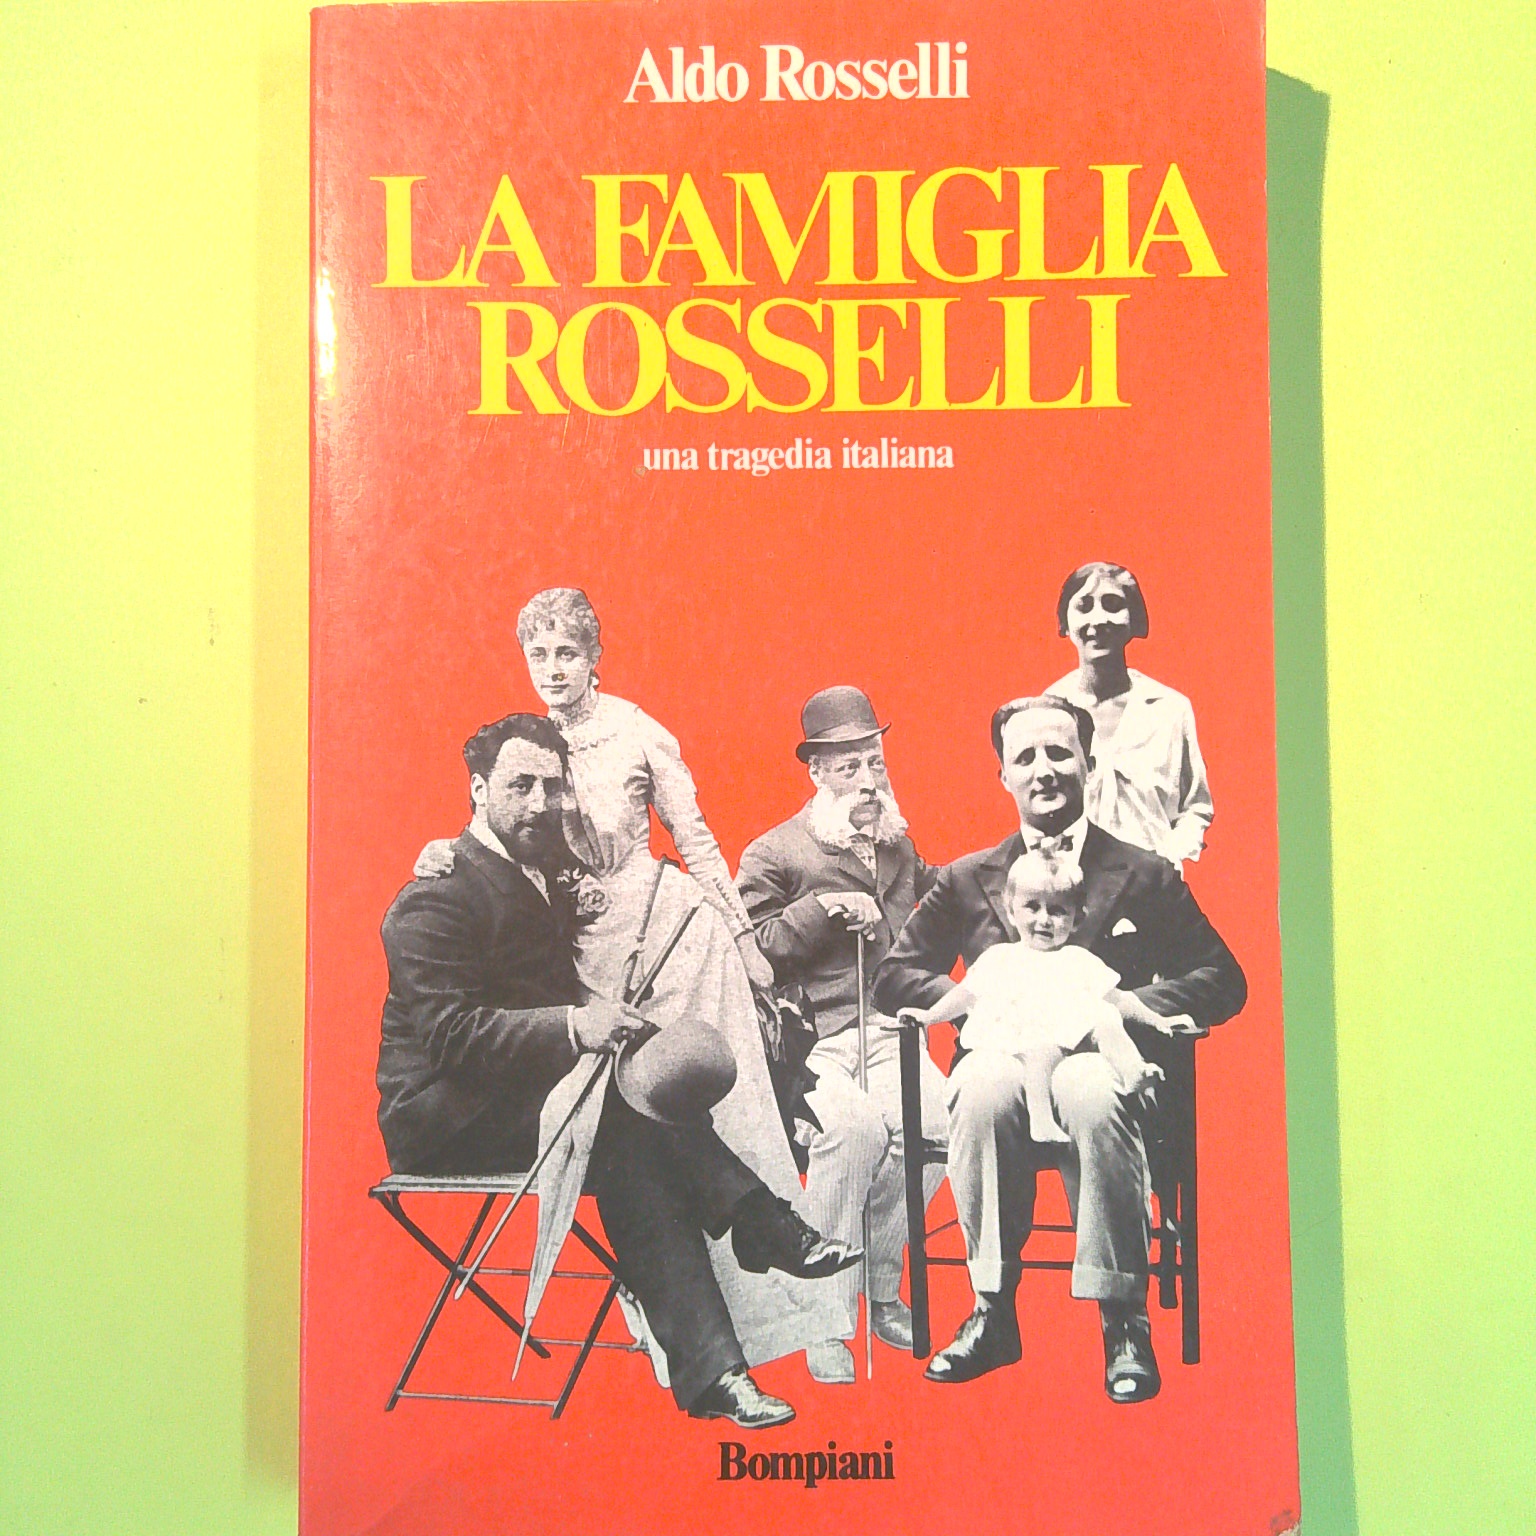 Aldo Rosselli
LA FAMIGLIA
ROSSELLI
una tragedia italiana
Bompiani